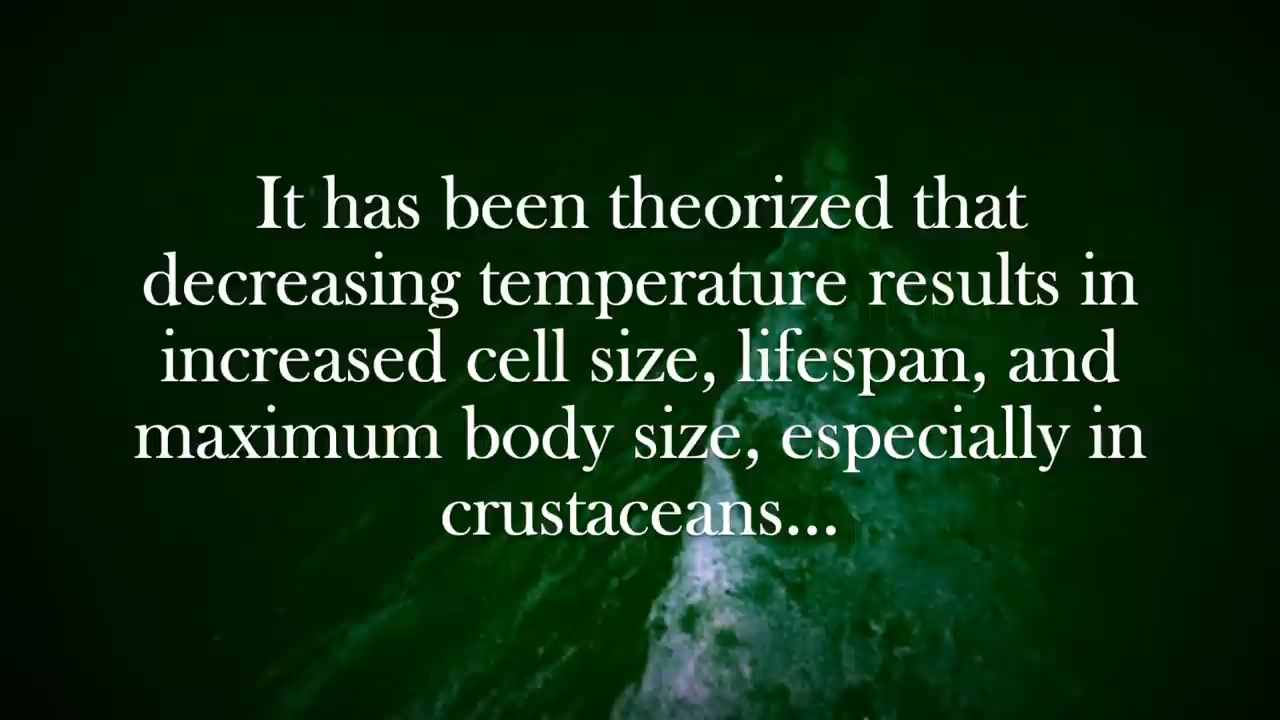 It has been theorized that
decreasing temperature results in
increased cell size, lifespan, and
maximum body size, especially in
crustaceans...